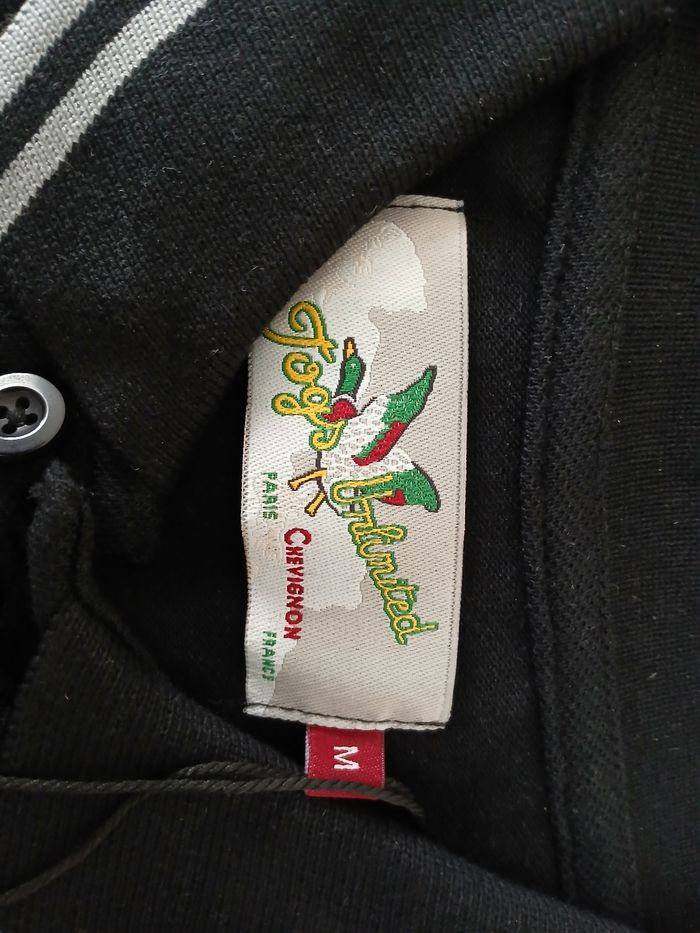 Togs
Unlimited
CHEVIGNON
PARIS FRANCE
M